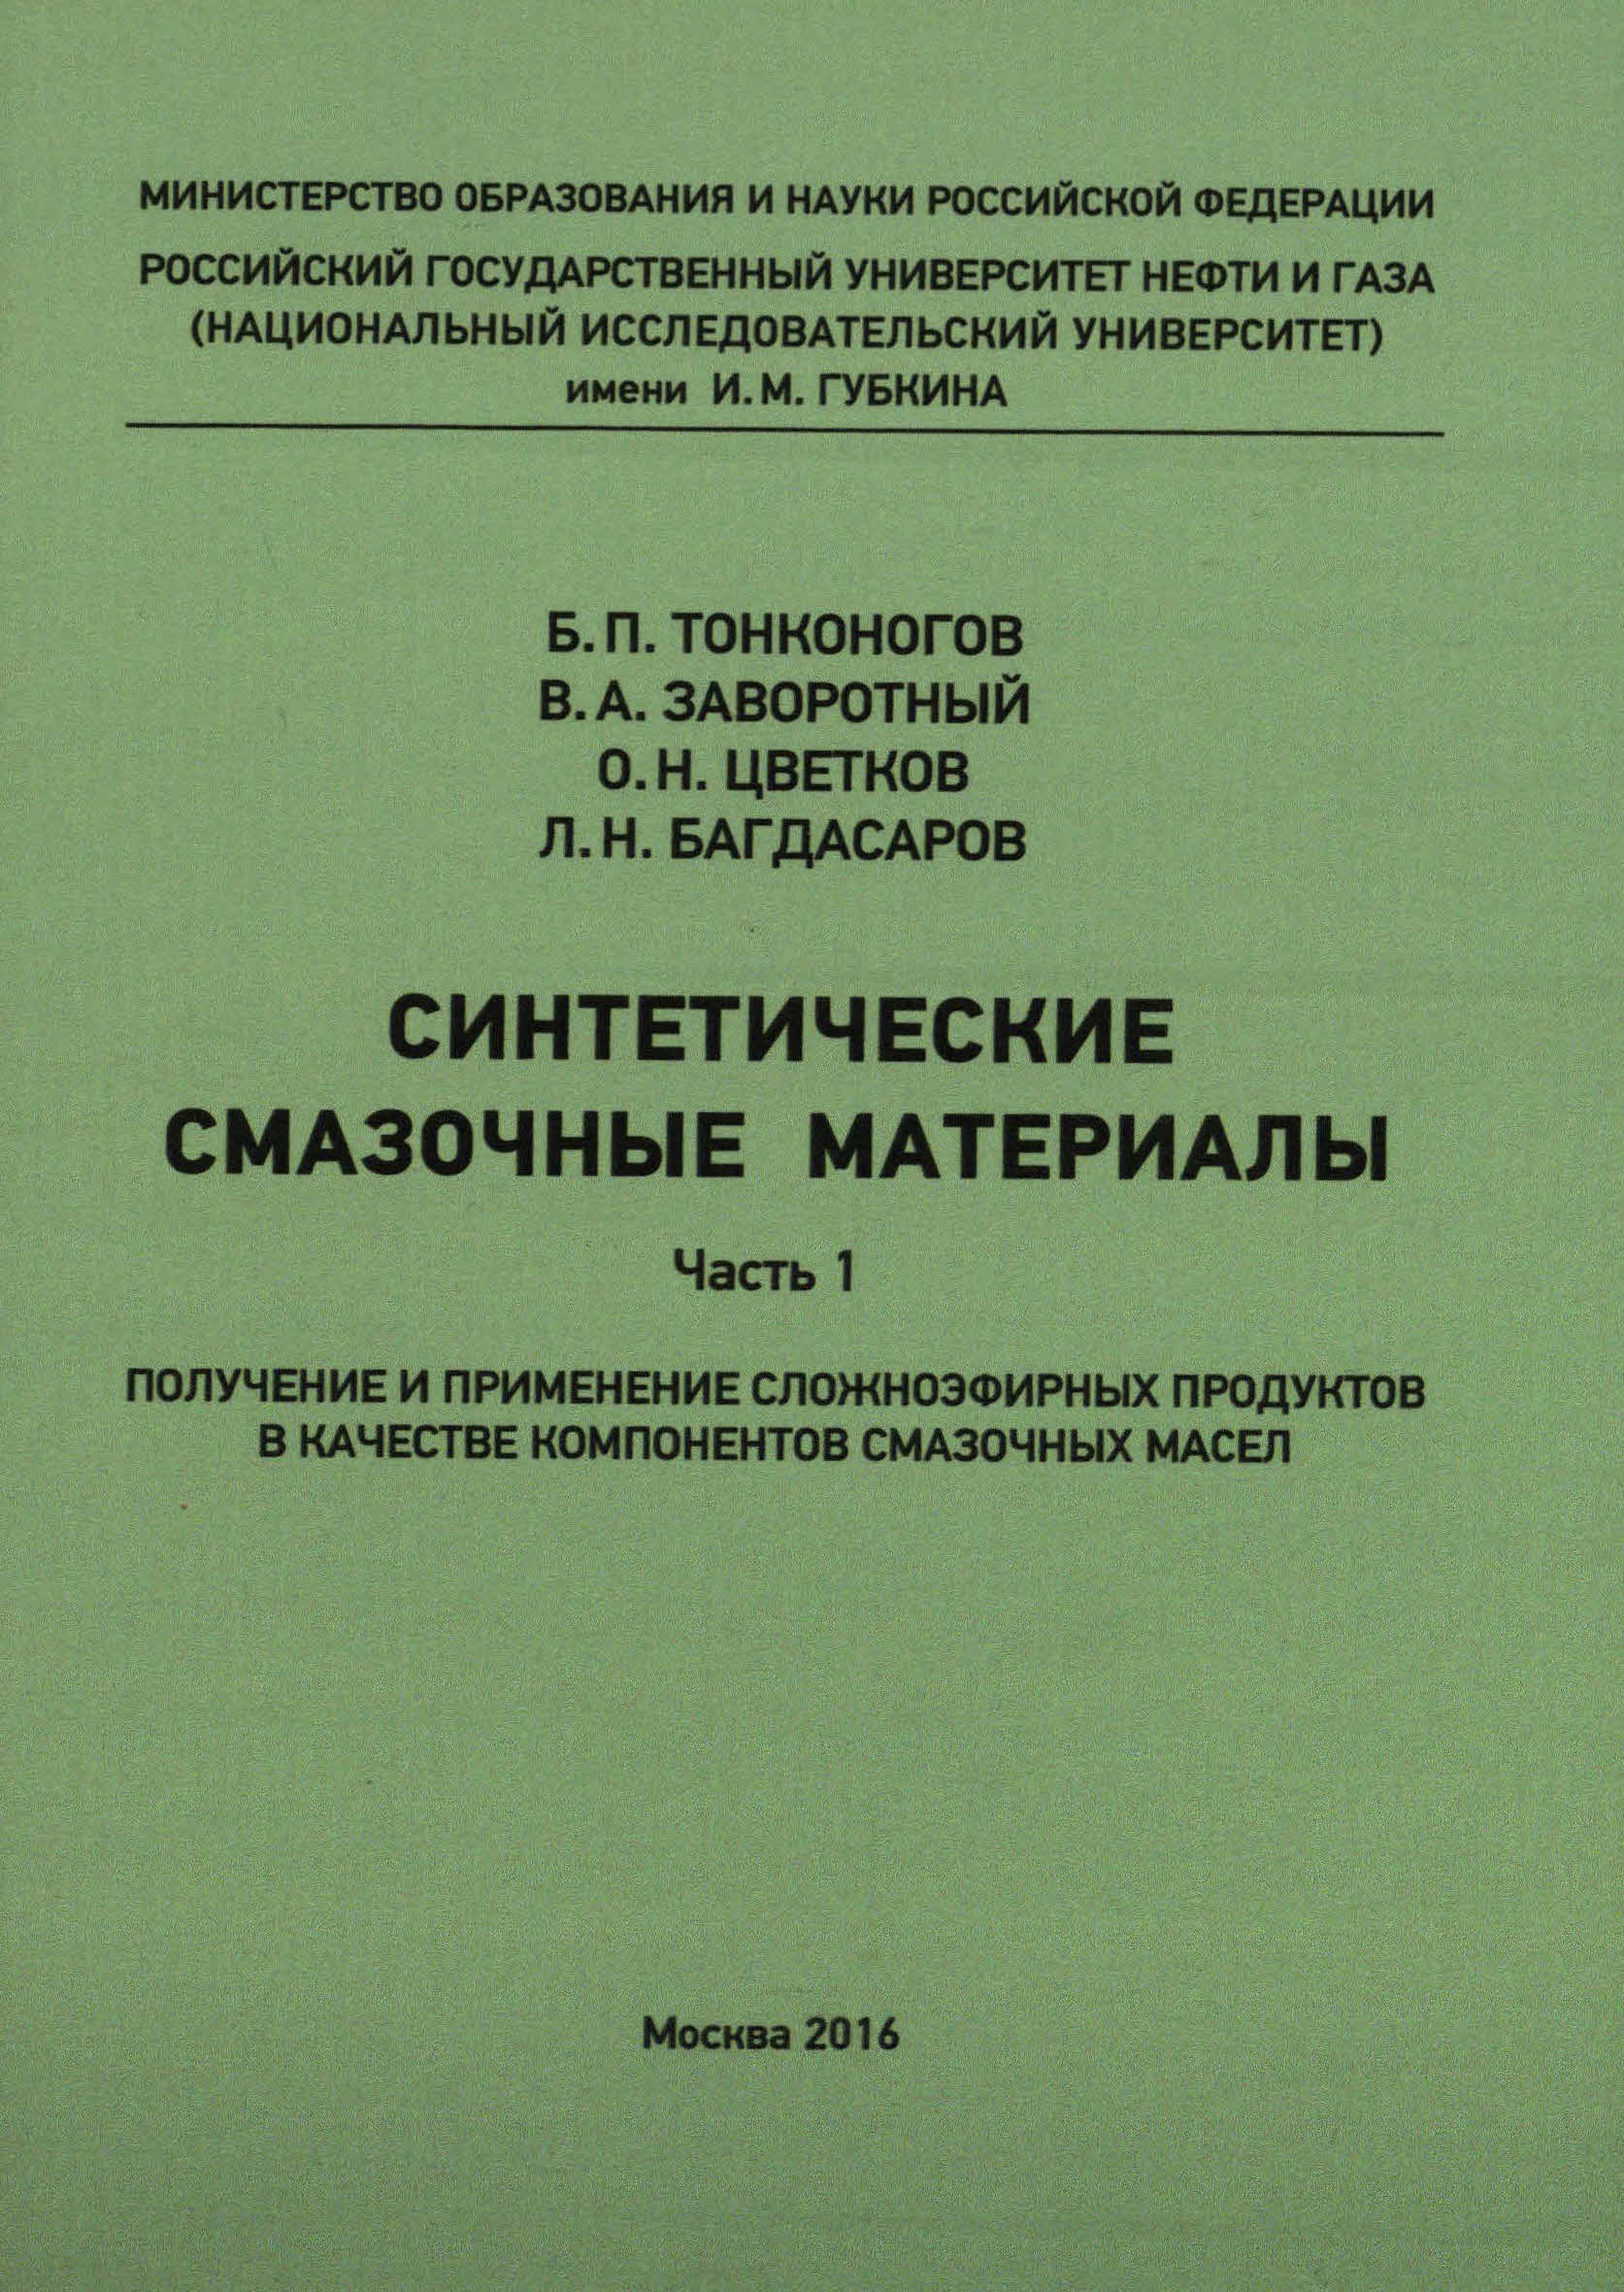 МИНИСТЕРСТВО ОБРАЗОВАНИЯ И НАУКИ РОССИЙСКОЙ ФЕДЕРАЦИИ
РОССИЙСКИЙ ГОСУДАРСТВЕННЫЙ УНИВЕРСИТЕТ НЕФТИ И ГАЗА
(НАЦИОНАЛЬНЫЙ ИССЛЕДОВАТЕЛЬСКИЙ УНИВЕРСИТЕТ)
имени И. М. ГУБКИНА
Б. П. ТОНКОНОГОВ
В. А. ЗАВОРОТНЫЙ
О. Н. ЦВЕТКОВ
Л. Н. БАГДАСАРОВ
СИНТЕТИЧЕСКИЕ
СМАЗОЧНЫЕ МАТЕРИАЛЫ
Часть 1
ПОЛУЧЕНИЕ И ПРИМЕНЕНИЕ СЛОЖНОЭФИРНЫХ ПРОДУКТОВ
В КАЧЕСТВЕ КОМПОНЕНТОВ СМАЗОЧНЫХ МАСЕЛ
Москва 2016